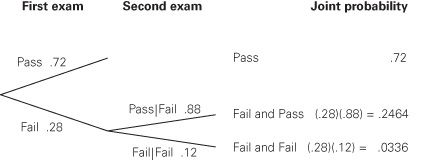 First exam Second exam Joint probability
Pass .72 Pass .72
Pass|Fail .88 Fail and Pass (.28)(.88) = .2464
Fail .28
Fail|Fail .12 Fail and Fail (.28)(.12) = .0336